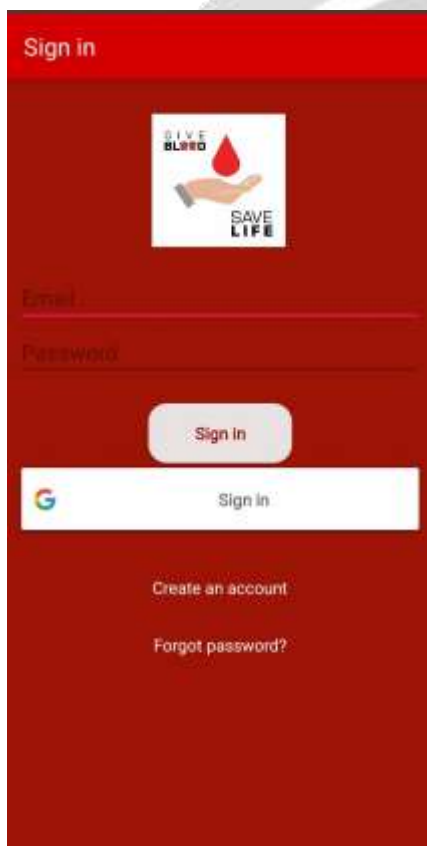 Sign in
GIVE
BLOOD
SAVE
LIFE
Email
Password
Sign in
G
Sign in
Create an account
Forgot password?